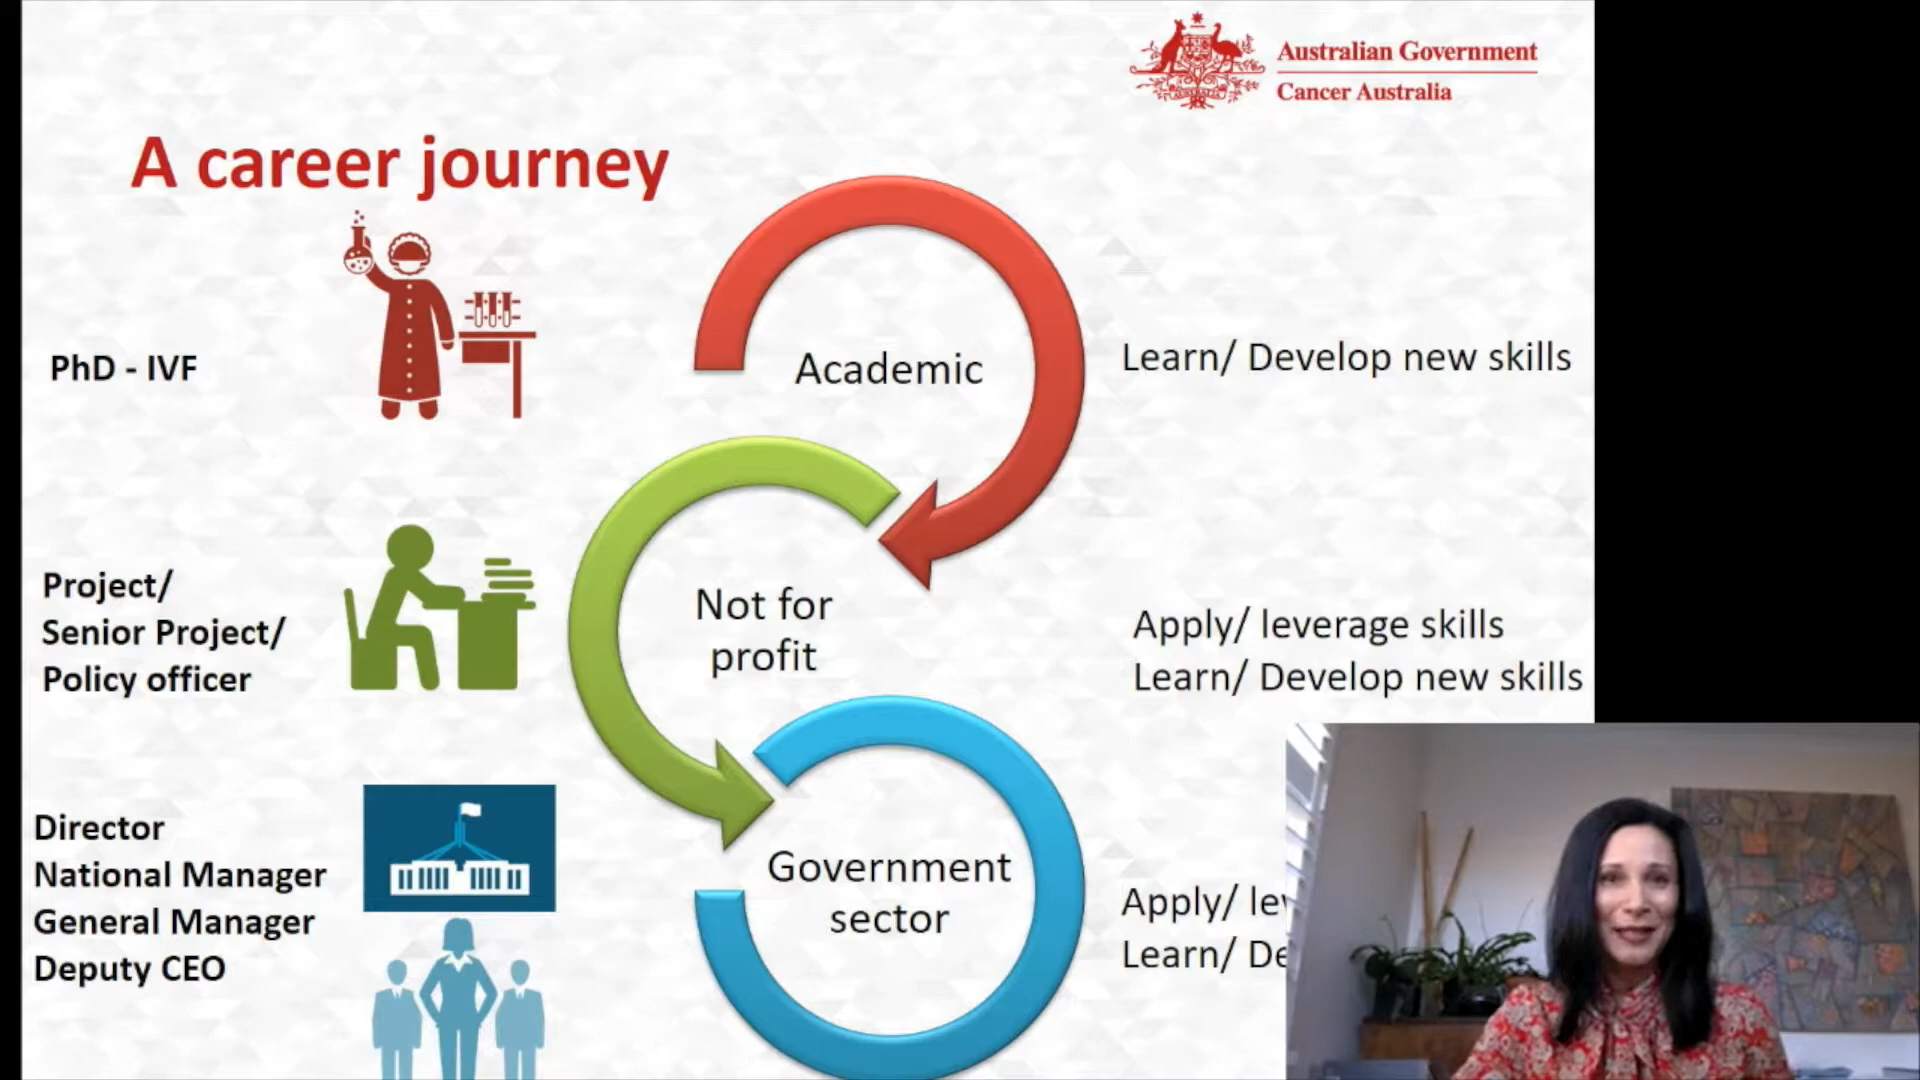 Australian Government
Cancer Australia
A career journey
PhD - IVF
Academic
Learn/ Develop new skills
Project/
Senior Project/
Policy officer
Not for
profit
Apply/ leverage skills
Learn/ Develop new skills
Director
National Manager
General Manager
Deputy CEO
Government
sector
Apply/
Learn/